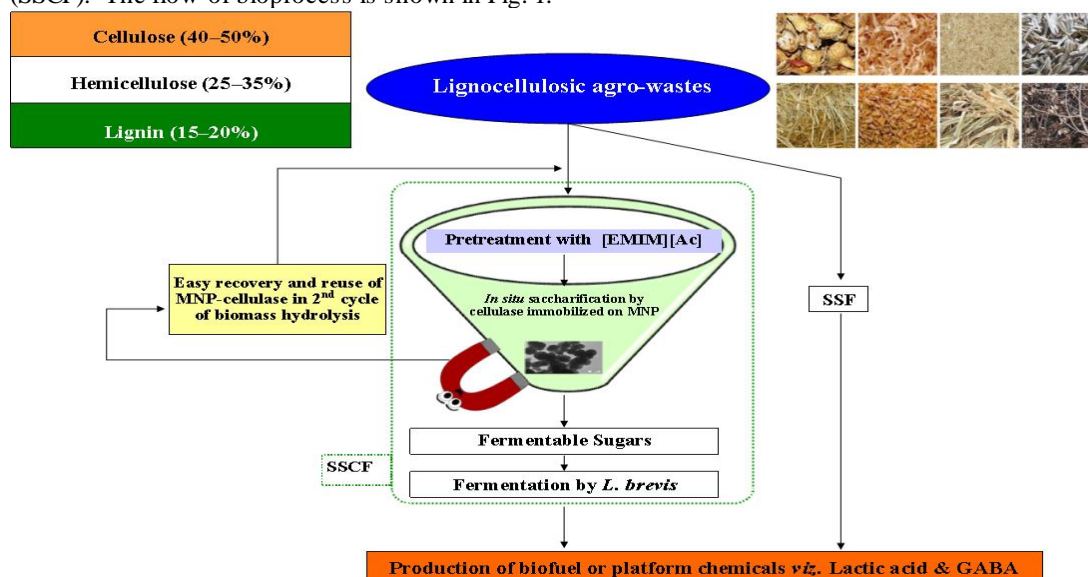 (SSCF). The flow of bioprocess is shown in Fig. 1.
Cellulose (40–50%)
Hemicellulose (25–35%)
Lignin (15–20%)
Lignocellulosic agro-wastes
Pretreatment with [EMIM][Ac]
In situ saccharification by
cellulase immobilized on MNP
Easy recovery and reuse of
MNP-cellulase in 2nd cycle
of biomass hydrolysis
SSF
Fermentable Sugars
SSCF
Fermentation by L. brevis
Production of biofuel or platform chemicals viz. Lactic acid & GABA